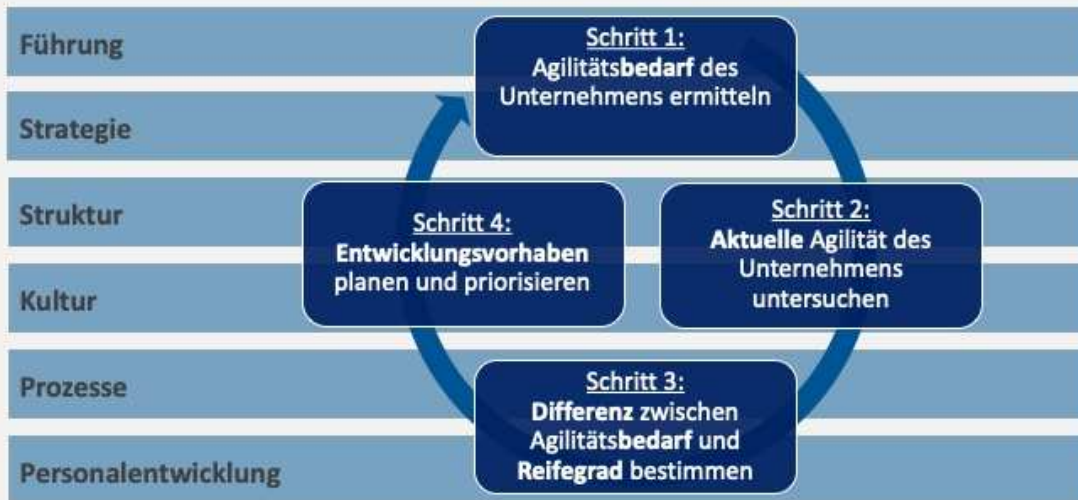 Führung
Strategie
Struktur
Kultur
Prozesse
Personalentwicklung
Schritt 1:
Agilitätsbedarf des
Unternehmens ermitteln
Schritt 2:
Aktuelle Agilität des
Unternehmens
untersuchen
Schritt 3:
Differenz zwischen
Agilitätsbedarf und
Reifegrad bestimmen
Schritt 4:
Entwicklungsvorhaben
planen und priorisieren